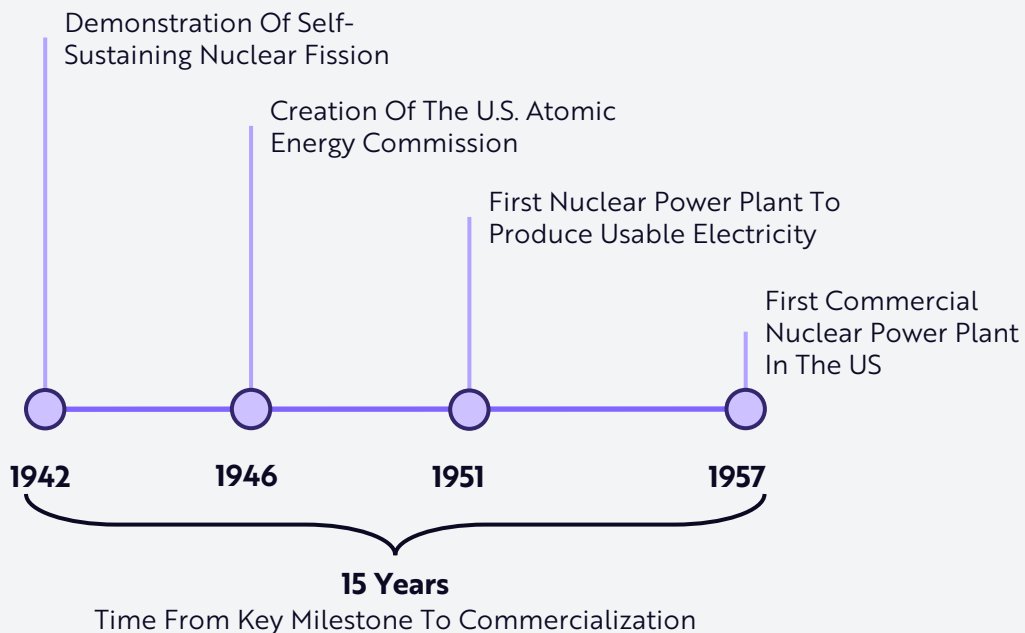 Demonstration Of Self-
Sustaining Nuclear Fission
Creation Of The U.S. Atomic
Energy Commission
First Nuclear Power Plant To
Produce Usable Electricity
First Commercial
Nuclear Power Plant
In The US
1942
1946
1951
1957
15 Years
Time From Key Milestone To Commercialization